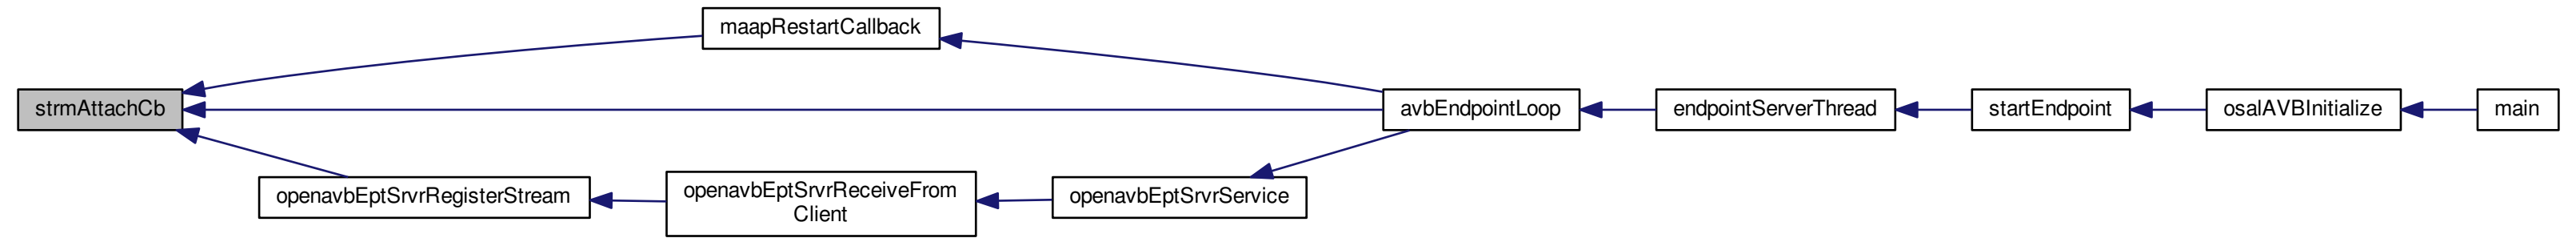 maapRestartCallback
strmAttachCb
avbEndpointLoop
endpointServerThread
startEndpoint
osalAVBInitialize
main
openavbEptSrvrRegisterStream
openavbEptSrvrReceiveFrom
Client
openavbEptSrvrService